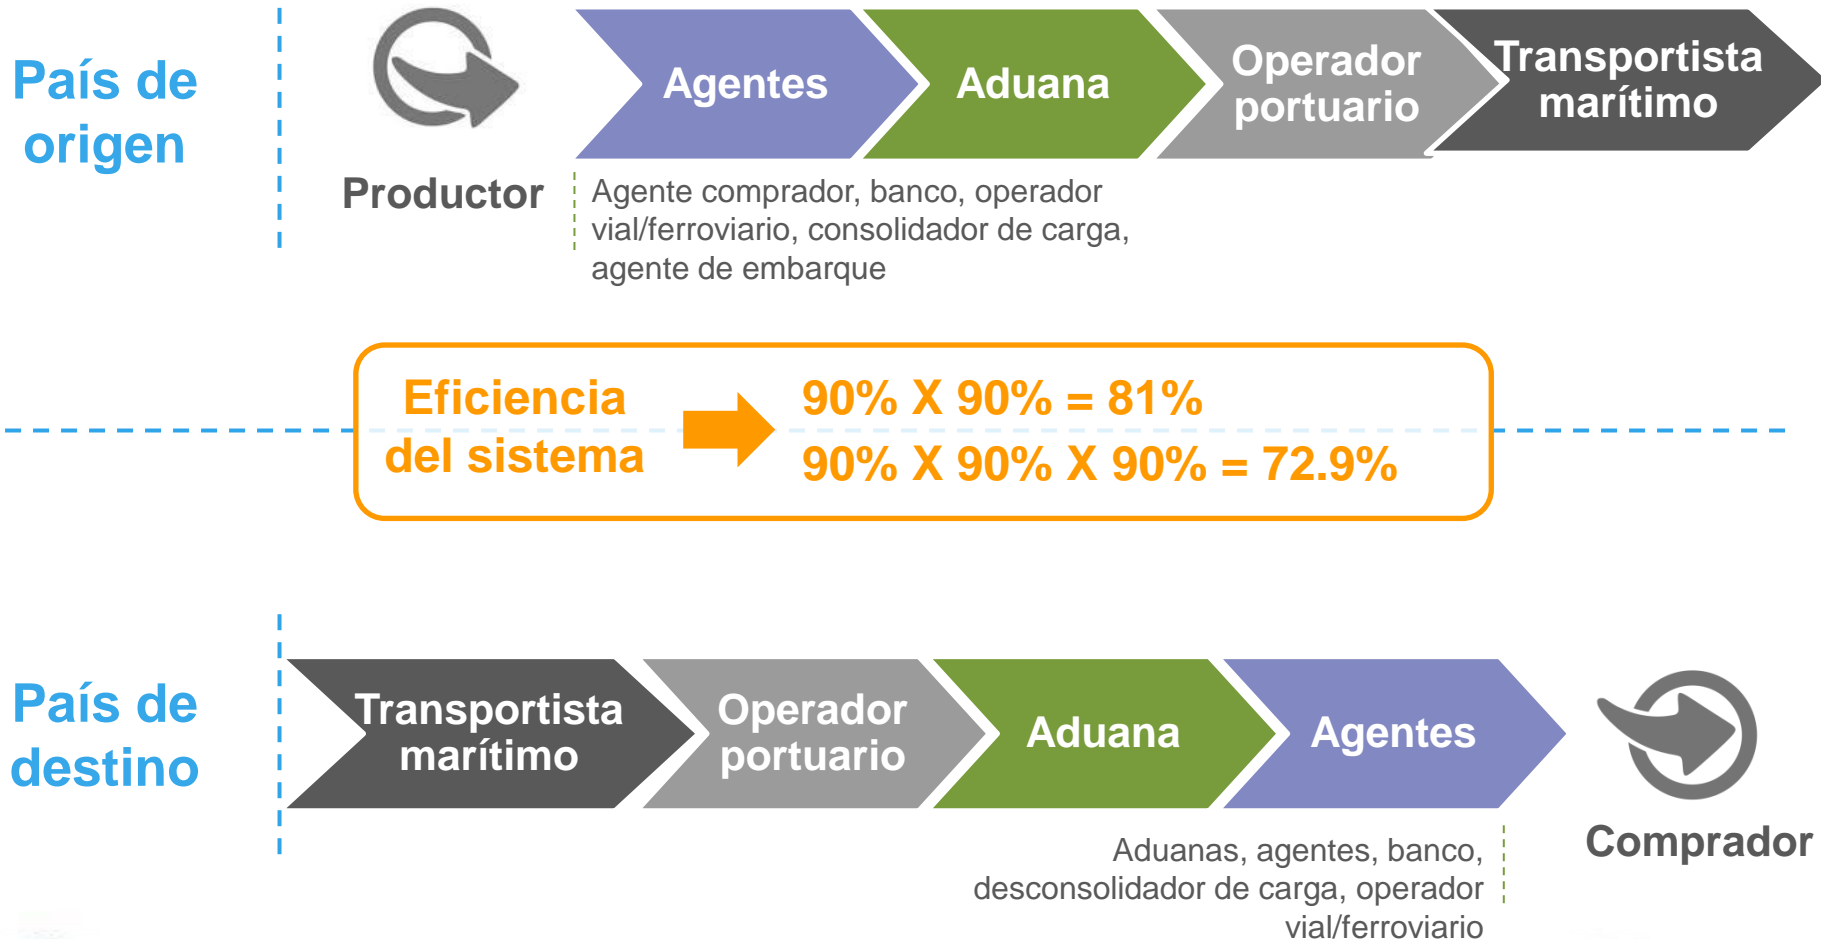 País de
origen
Productor
Agentes
Aduana
Operador
portuario
Transportista
marítimo
Agente comprador, banco, operador
vial/ferroviario, consolidador de carga,
agente de embarque
Eficiencia
del sistema
90% X 90% = 81%
90% X 90% X 90% = 72.9%
País de
destino
Transportista
marítimo
Operador
portuario
Aduana
Agentes
Comprador
Aduanas, agentes, banco,
desconsolidador de carga, operador
vial/ferroviario